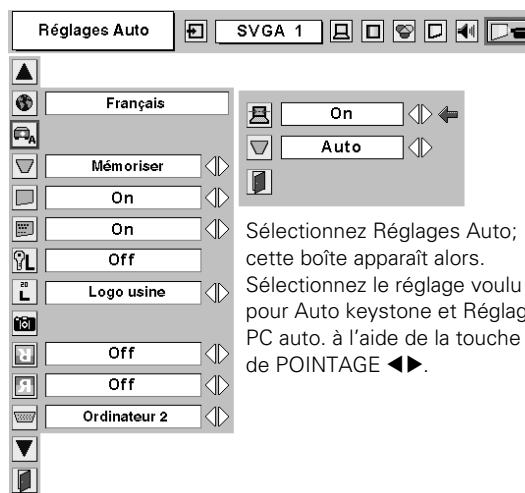 Réglages Auto
SVGA 1
Français
Mémoriser
On
On
Off
Logo usine
Off
Off
Ordinateur 2
On
Auto
Sélectionnez Réglages Auto;
cette boîte apparaît alors.
Sélectionnez le réglage voulu
pour Auto keystone et Réglag
PC auto. à l’aide de la touche
de POINTAGE ◀▶.